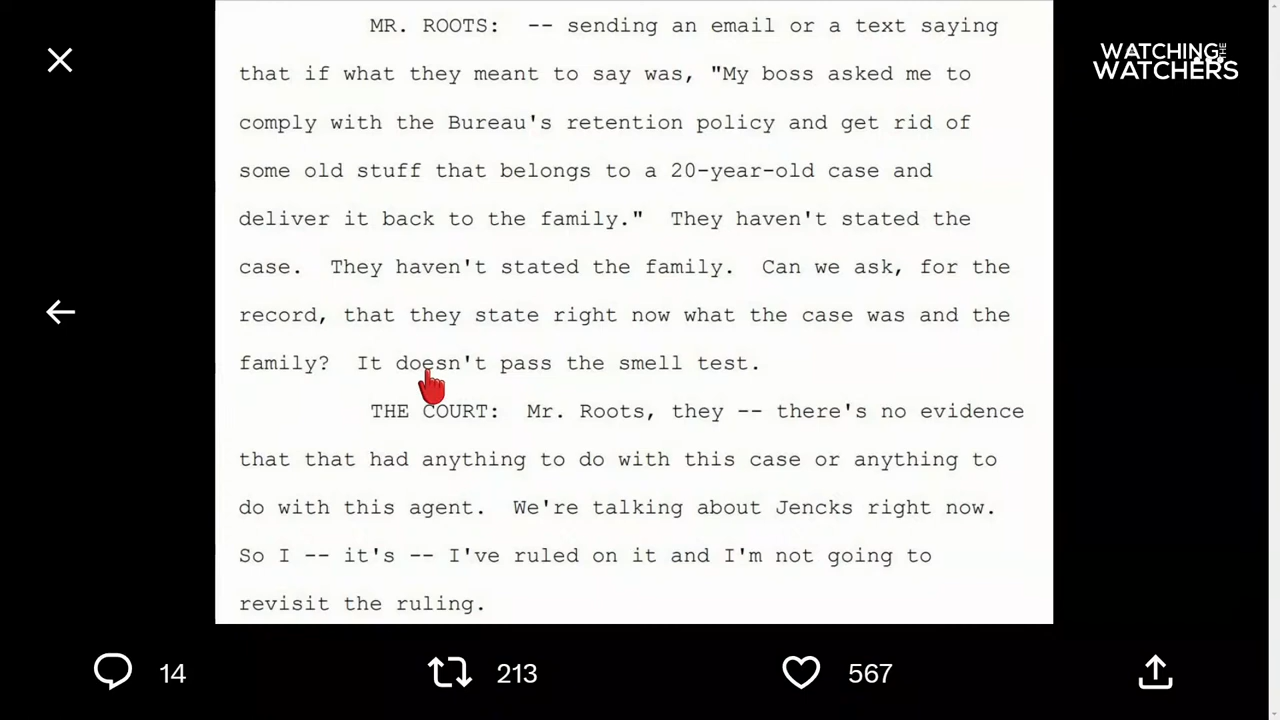 MR. ROOTS: -- sending an email or a text saying
that if what they meant to say was, "My boss asked me to
comply with the Bureau's retention policy and get rid of
some old stuff that belongs to a 20-year-old case and
deliver it back to the family." They haven't stated the
case. They haven't stated the family. Can we ask, for the
record, that they state right now what the case was and the
family? It doesn't pass the smell test.
THE COURT: Mr. Roots, they -- there's no evidence
that that had anything to do with this case or anything to
do with this agent. We're talking about Jencks right now.
So I -- it's -- I've ruled on it and I'm not going to
revisit the ruling.
WATCHING THE
WATCHERS
14
213
567